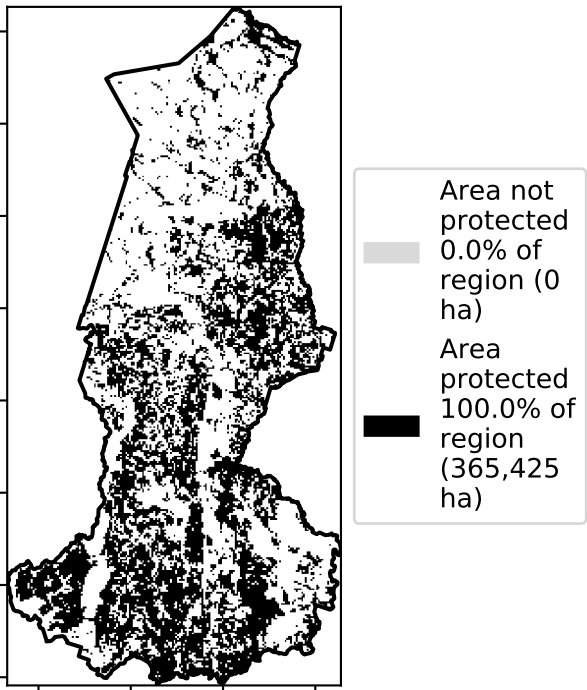 Area not
protected
0.0% of
region (0
ha)
Area
protected
100.0% of
region
(365,425
ha)